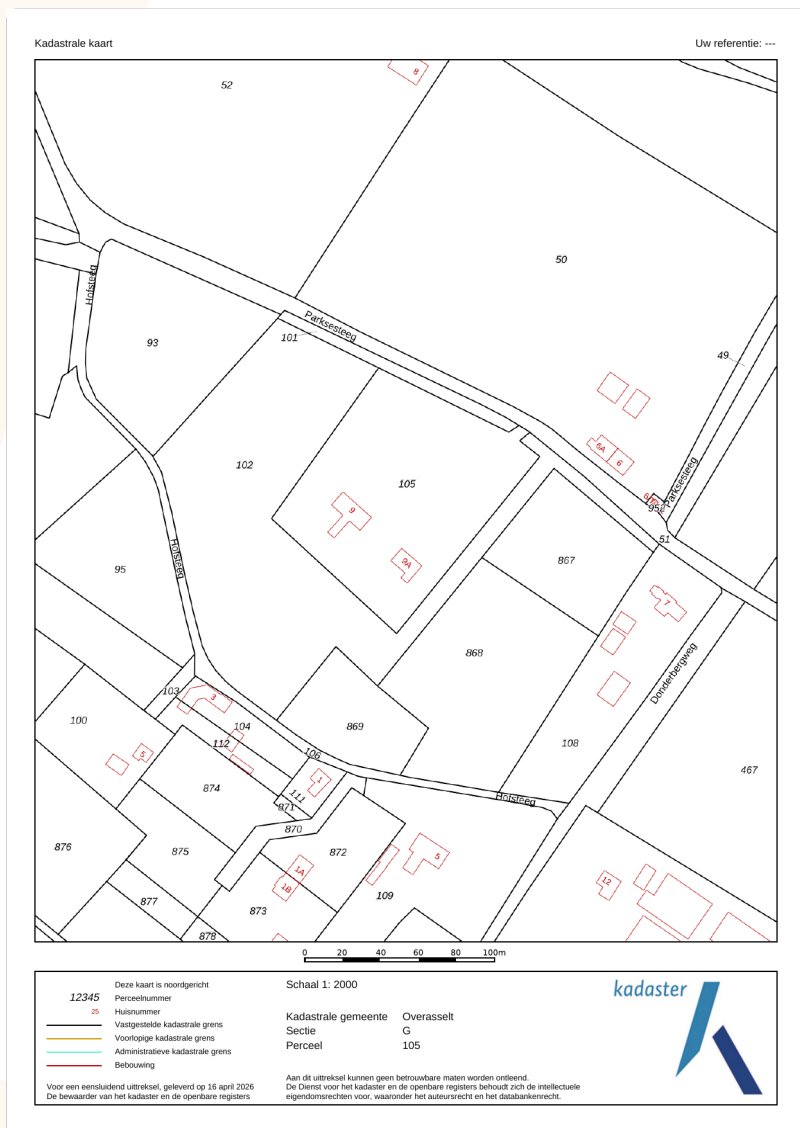 Kadastrale kaart
Uw referentie: ---
8
52
50
Hofsteeg
Parksesteeg
101
93
49
102
6A
6
105
Parksesteeg
9
952
51
9A
Hofsteeg
867
95
7
868
Donderbergweg
103
3
100
104
869
112
106
108
5
1
467
874
111
871
Hofsteeg
870
876
875
872
5
1A
12
1B
109
877
873
878
0 20 40 60 80 100m
Deze kaart is noordgericht
12345 Perceelnummer
25 Huisnummer
Vastgestelde kadastrale grens
Voorlopige kadastrale grens
Administratieve kadastrale grens
Bebouwing
Voor een eensluidend uittreksel, geleverd op 16 april 2026
De bewaarder van het kadaster en de openbare registers
Schaal 1: 2000
Kadastrale gemeente Overasselt
Sectie G
Perceel 105
Aan dit uittreksel kunnen geen betrouwbare maten worden ontleend.
De Dienst voor het kadaster en de openbare registers behoudt zich de intellectuele
eigendomsrechten voor, waaronder het auteursrecht en het databankenrecht.
kadaster